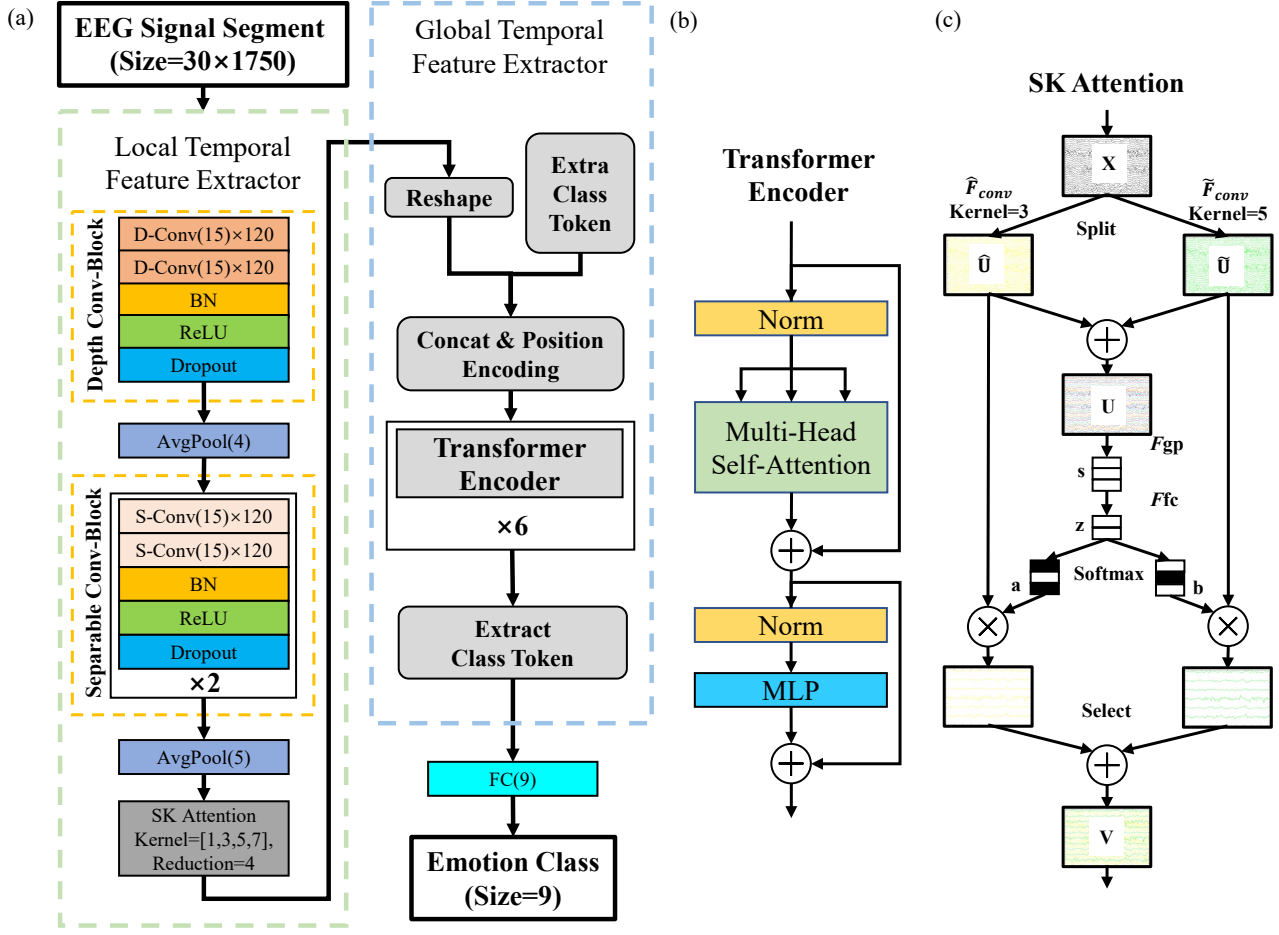 (a)
EEG Signal Segment
(Size=30×1750)
Local Temporal
Feature Extractor
Depth Conv-Block
D-Conv(15)×120
D-Conv(15)×120
BN
ReLU
Dropout
AvgPool(4)
Separable Conv-Block
S-Conv(15)×120
S-Conv(15)×120
BN
ReLU
Dropout
×2
AvgPool(5)
SK Attention
Kernel=[1,3,5,7],
Reduction=4
Global Temporal
Feature Extractor
Reshape
Extra
Class
Token
Concat & Position
Encoding
Transformer
Encoder
×6
Extract
Class Token
FC(9)
Emotion Class
(Size=9)
(b)
Transformer
Encoder
Norm
Multi-Head
Self-Attention
Norm
MLP
(c)
SK Attention
X
F̂conv
Kernel=3
F̃conv
Kernel=5
Split
Û
Ũ
U
Fgp
s
Ffc
z
Softmax
a
b
Select
V